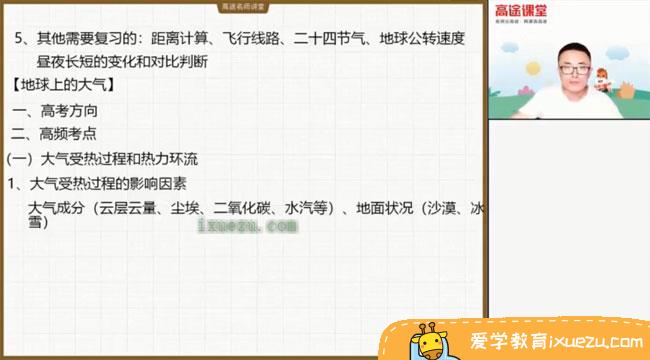 高途名师课堂
5、其他需要复习的：距离计算、飞行线路、二十四节气、地球公转速度
昼夜长短的变化和对比判断
【地球上的大气】
一、高考方向
二、高频考点
(一）大气受热过程和热力环流
1、大气受热过程的影响因素
大气成分（云层云量、尘埃、二氧化碳、水汽等）、地面状况（沙漠、冰
雪）
ixuezu.com
高途课堂
爱学教育ixuezu.com